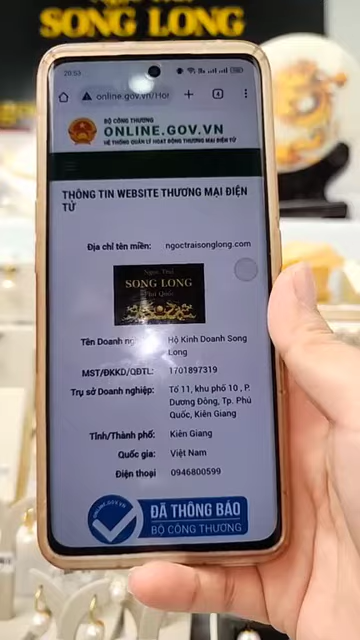 SONG LONG
20:53
online.gov.vn/Hor
BỘ CÔNG THƯƠNG
ONLINE.GOV.VN
HỆ THỐNG QUẢN LÝ HOẠT ĐỘNG THƯƠNG MẠI ĐIỆN TỬ
THÔNG TIN WEBSITE THƯƠNG MẠI ĐIỆN
TỬ
Địa chỉ tên miền: ngoctraisonglong.com
Ngọc Trai
SONG LONG
Phú Quốc
Tên Doanh Hộ Kinh Doanh Song
Long
MST/ĐKKD/QĐTL: 1701897319
Trụ sở Doanh nghiệp: Tổ 11, khu phố 10 , P.
Dương Đông, Tp. Phú
Quốc, Kiên Giang
Tỉnh/Thành phố: Kiên Giang
Quốc gia: Việt Nam
Điện thoại 0946800599
ONLINE.GOV.VN
ĐÃ THÔNG BÁO
BỘ CÔNG THƯƠNG